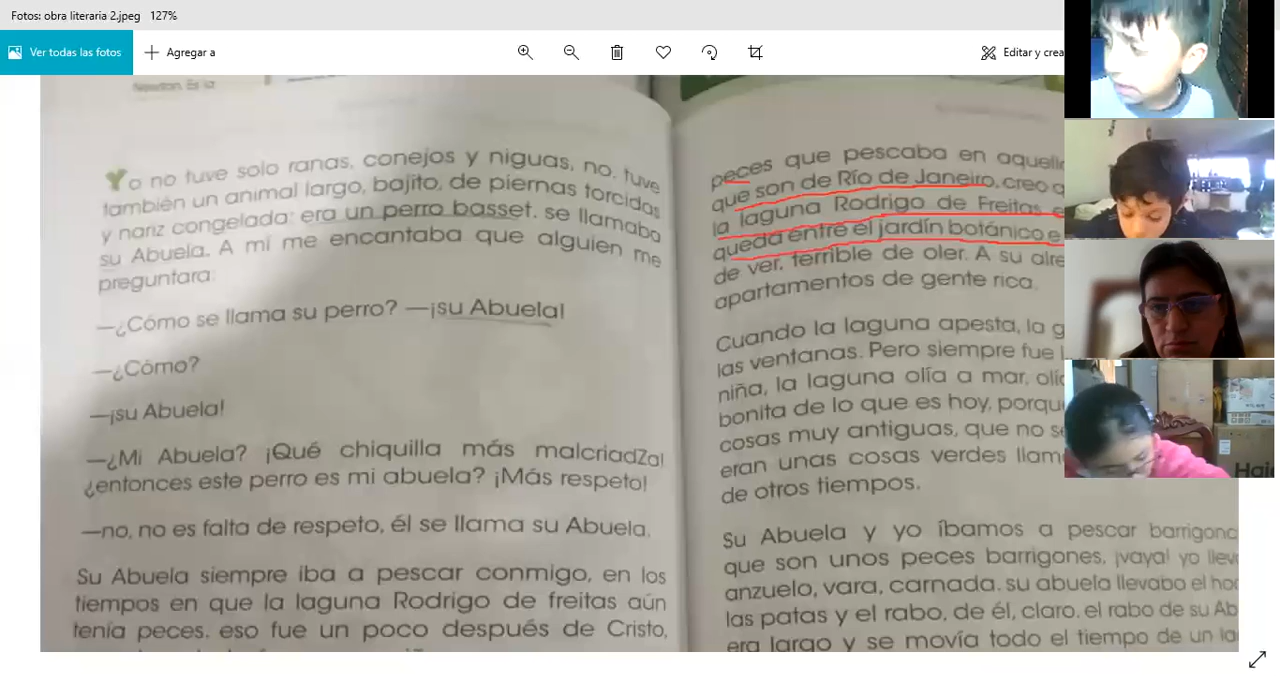 Fotos: obra literaria 2.jpeg 127%
Ver todas las fotos
Agregar a
Editar y crea
Newton. Es la
Yo no tuve solo ranas, conejos y niguas, no, tuve
también un animal largo, bajito, de piernas torcidas
y nariz congelada: era un perro basset, se llamaba
su Abuela. A mi me encantaba que alguien me
preguntara:
—¿Cómo se llama su perro? —¡su Abuela!
—¿Cómo?
—¡su Abuela!
—¿Mi Abuela? ¡Qué chiquilla más malcriadZa!
¿entonces este perro es mi abuela? ¡Más respeto!
—no, no es falta de respeto, él se llama su Abuela.
Su Abuela siempre iba a pescar conmigo, en los
tiempos en que la laguna Rodrigo de freitas aún
tenía peces. eso fue un poco después de Cristo,
peces que pescaba en aquell
que son de Río de Janeiro, creo q
la laguna Rodrigo de Freitas e
queda entre el jardín botánico e
de ver, terrible de oler. A su alre
apartamentos de gente rica.
Cuando la laguna apesta, la g
las ventanas. Pero siempre fue
niña, la laguna olía a mar, olí
bonita de lo que es hoy, porqu
cosas muy antiguas, que no s
eran unas cosas verdes llam
de otros tiempos.
Su Abuela y yo íbamos a pescar barrigon
que son unos peces barrigones, ¡vaya! yo llev
anzuelo, vara, carnada. su abuela llevabo el ho
las patas y el rabo, de él, claro. el rabo de su Ab
era largo y se movía todo el tiempo de un la
Haie